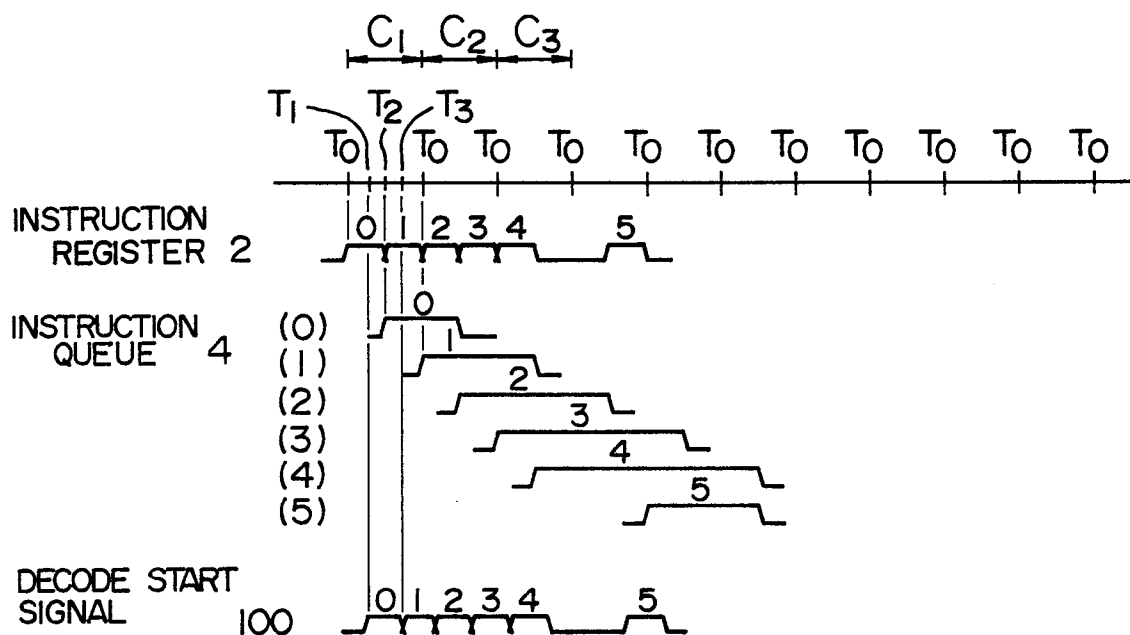 C1 C2 C3
T1 T2 T3
T0 T0 T0 T0 T0 T0 T0 T0 T0 T0 T0
INSTRUCTION
REGISTER 2
0 1 2 3 4 5
INSTRUCTION
QUEUE 4
(0) 0
(1) 1
(2) 2
(3) 3
(4) 4
(5) 5
DECODE START
SIGNAL 100
0 1 2 3 4 5